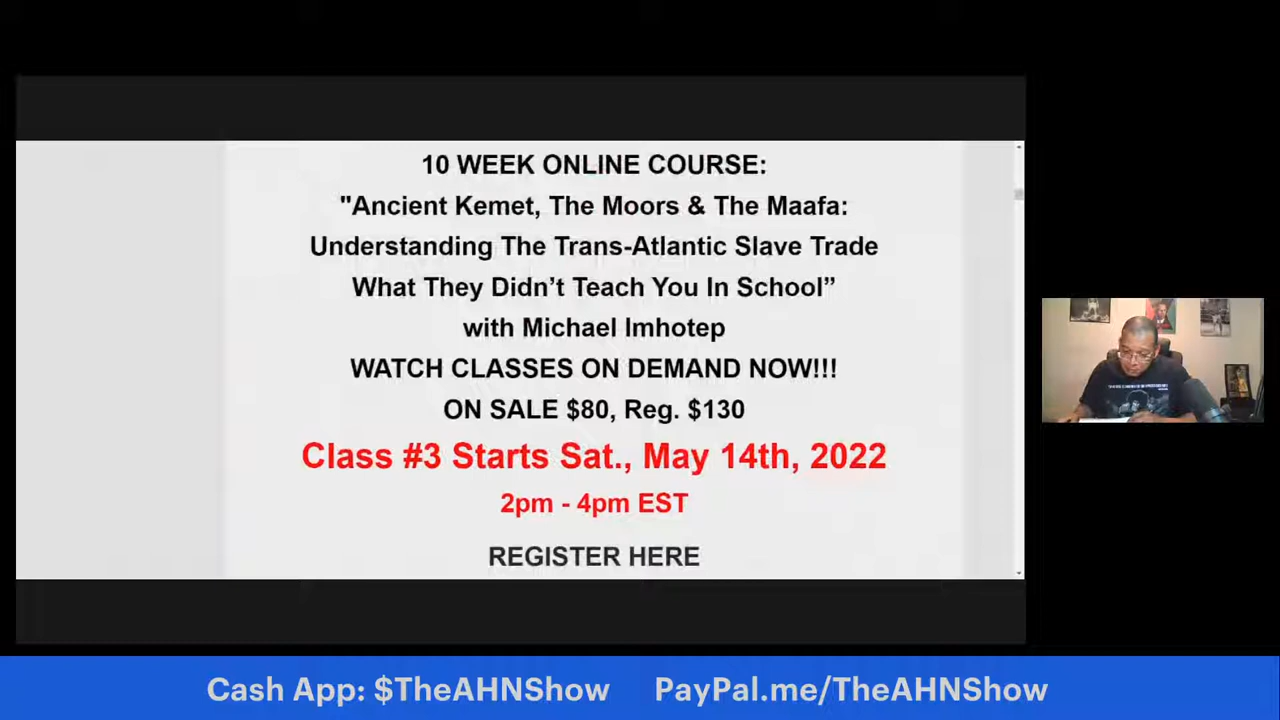 10 WEEK ONLINE COURSE:
"Ancient Kemet, The Moors & The Maafa:
Understanding The Trans-Atlantic Slave Trade
What They Didn’t Teach You In School”
with Michael Imhotep
WATCH CLASSES ON DEMAND NOW!!!
ON SALE $80, Reg. $130
Class #3 Starts Sat., May 14th, 2022
2pm - 4pm EST
REGISTER HERE
Cash App: $TheAHNShow PayPal.me/TheAHNShow